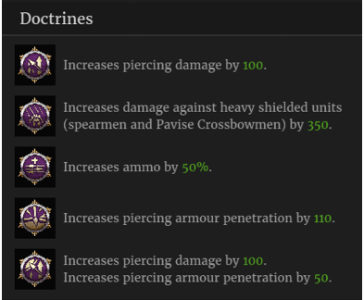 Doctrines
Increases piercing damage by 100.
Increases damage against heavy shielded units
(spearmen and Pavise Crossbowmen) by 350.
Increases ammo by 50%.
Increases piercing armour penetration by 110.
Increases piercing damage by 100.
Increases piercing armour penetration by 50.